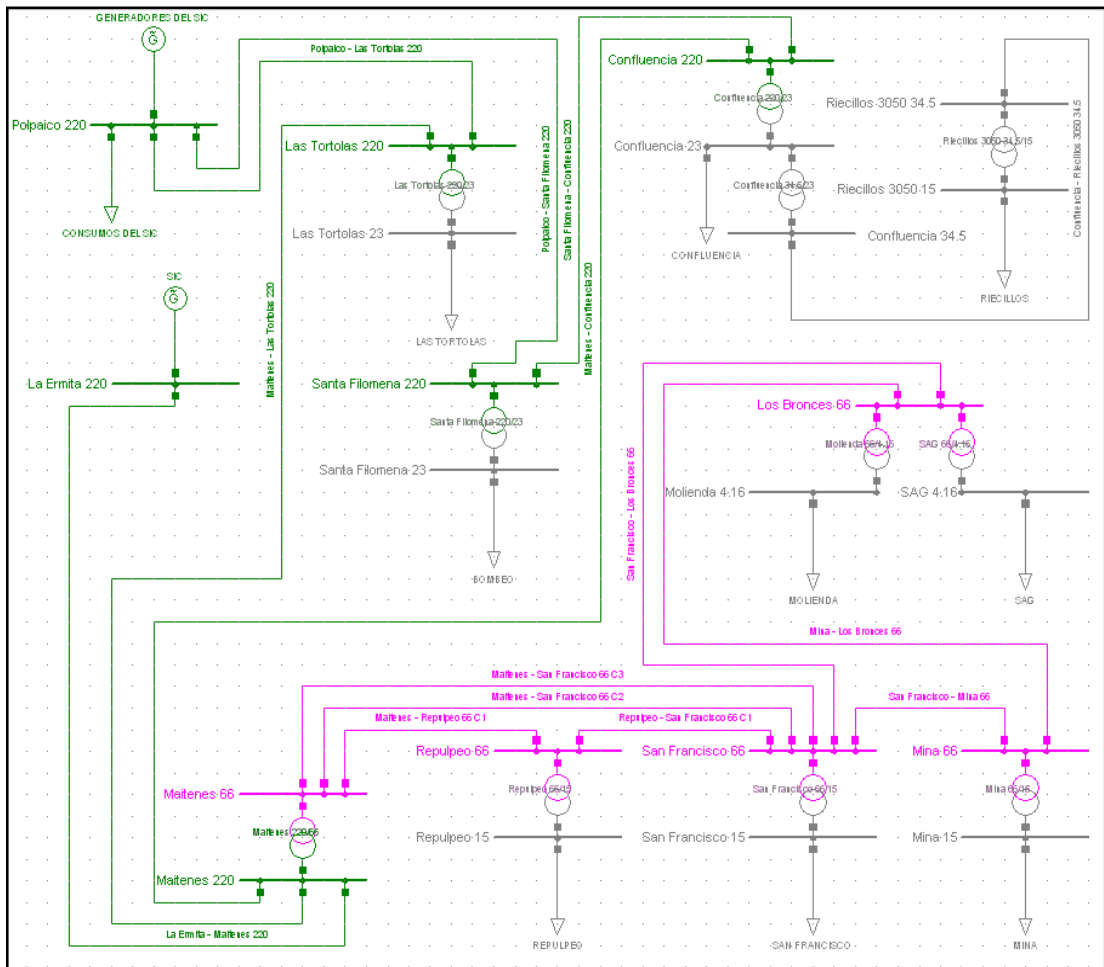 GENERADORES DEL SIC
G
Polpaico - Las Tortolas 220
Confluencia 220
Confluencia 220/23
Riecillos 3050 34.5
Riecillos 3050 34.5/15
Polpaico 220
Las Tortolas 220
Confluencia 23
Las Tortolas 220/23
Confluencia 34.5/23
Riecillos 3050 15
Polpaico - Santa Filomena 220
Santa Filomena - Confluencia 220
Confluencia - Riecillos 3050 34.5
CONSUMOS DEL SIC
Las Tortolas 23
Confluencia 34.5
CONFLUENCIA
SIC
G
RIECILLOS
LAS TORTOLAS
Maitenes - Las Tortolas 220
Maitenes - Confluencia 220
La Ermita 220
Santa Filomena 220
Los Bronces 66
Santa Filomena 220/23
Molienda 66/4.16
SAG 66/4.16
Santa Filomena 23
Molienda 4.16
SAG 4.16
San Francisco - Los Bronces 66
BOMBEO
MOLIENDA
SAG
Mina - Los Bronces 66
Maitenes - San Francisco 66 C3
Maitenes - San Francisco 66 C2
San Francisco - Mina 66
Maitenes - Repulpeo 66 C1
Repulpeo - San Francisco 66 C1
Repulpeo 66
San Francisco 66
Mina 66
Maitenes 66
Repulpeo 66/15
San Francisco 66/15
Mina 66/15
Maitenes 220/66
Repulpeo 15
San Francisco 15
Mina 15
Maitenes 220
La Ermita - Maitenes 220
REPULPEO
SAN FRANCISCO
MINA